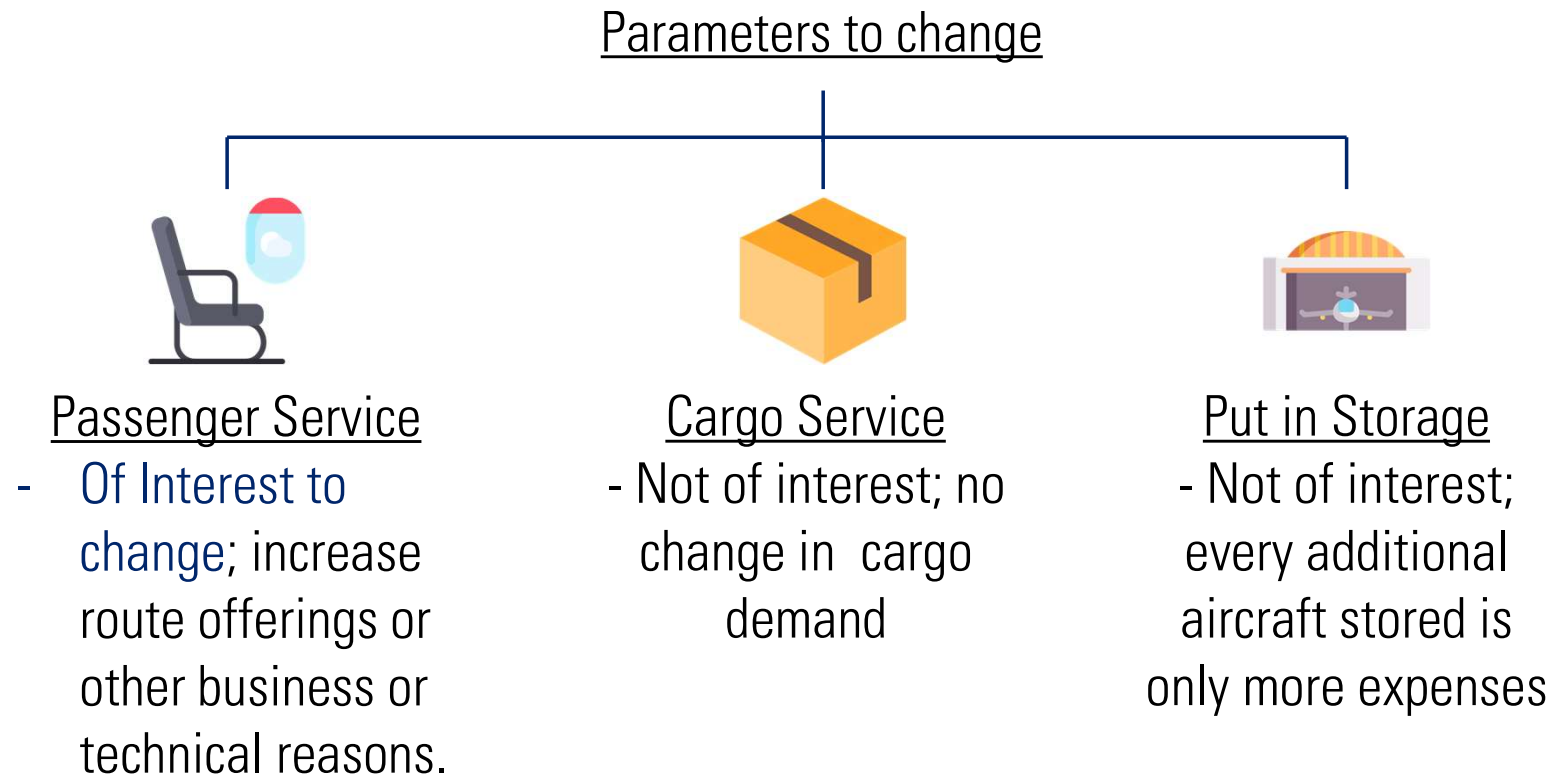 Parameters to change
Passenger Service
- Of Interest to
change; increase
route offerings or
other business or
technical reasons.
Cargo Service
- Not of interest; no
change in cargo
demand
Put in Storage
- Not of interest;
every additional
aircraft stored is
only more expenses